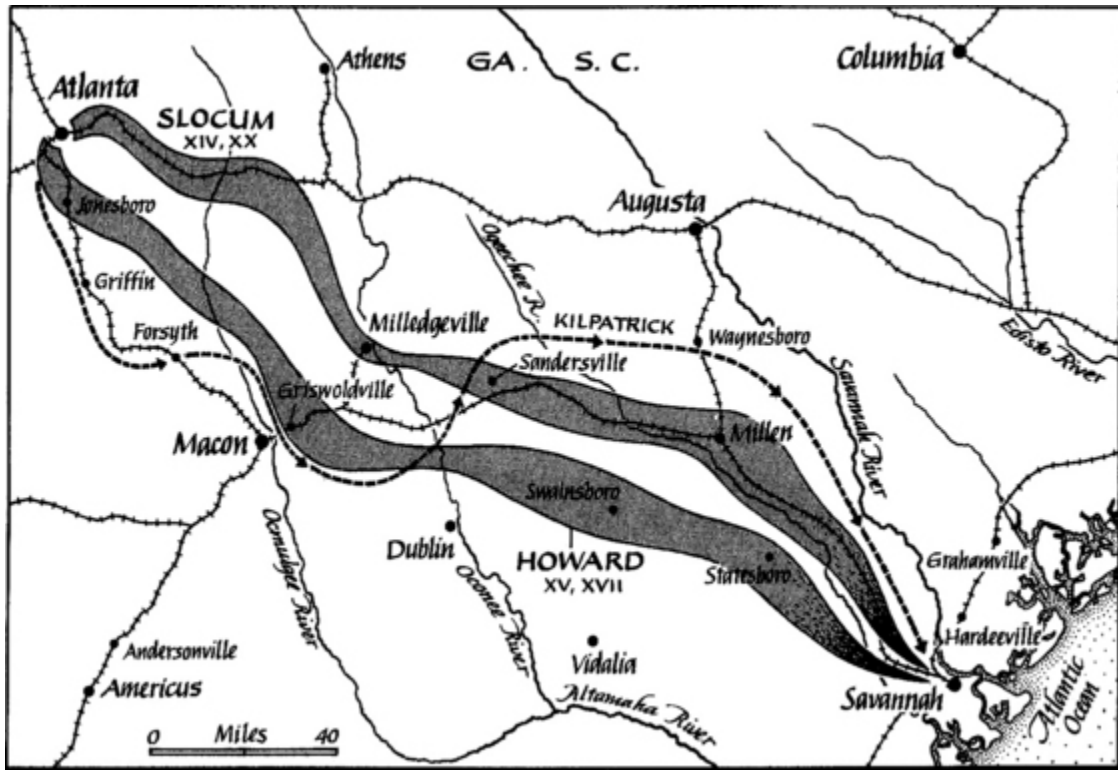 Athens
GA. S. C.
Columbia
Atlanta
SLOCUM
XIV, XX
Jonesboro
Augusta
Ogeechee R.
Griffin
Forsyth
Milledgeville
KILPATRICK
Waynesboro
Edisto River
Sandersville
Savannah River
Griswoldville
Macon
Millen
Swainsboro
Dublin
HOWARD
XV, XVII
Statesboro
Grahamville
Ocmulgee River
Oconee River
Hardeeville
Andersonville
Vidalia
Americus
Altamaha River
Savannah
Atlantic
Ocean
0 Miles 40